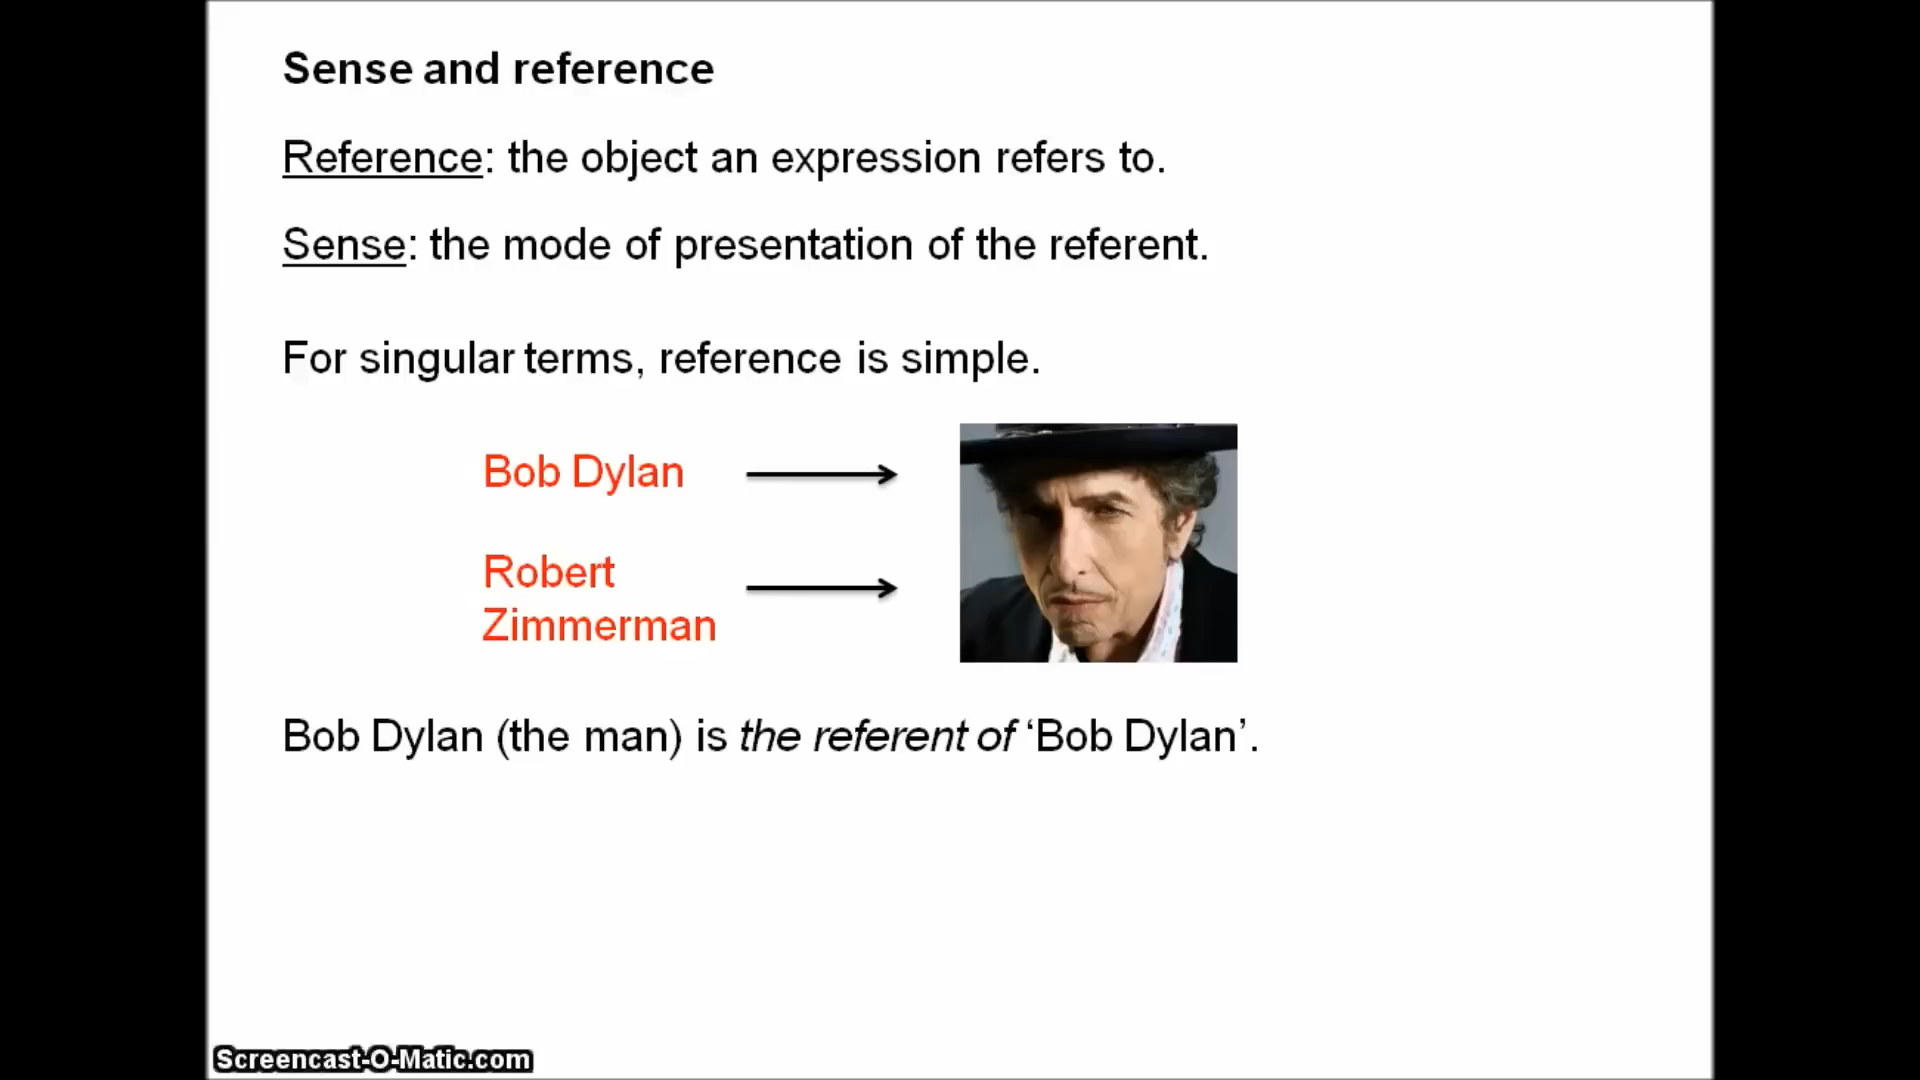 Sense and reference
Reference: the object an expression refers to.
Sense: the mode of presentation of the referent.
For singular terms, reference is simple.
Bob Dylan
Robert
Zimmerman
Bob Dylan (the man) is the referent of ‘Bob Dylan’.
Screencast-O-Matic.com